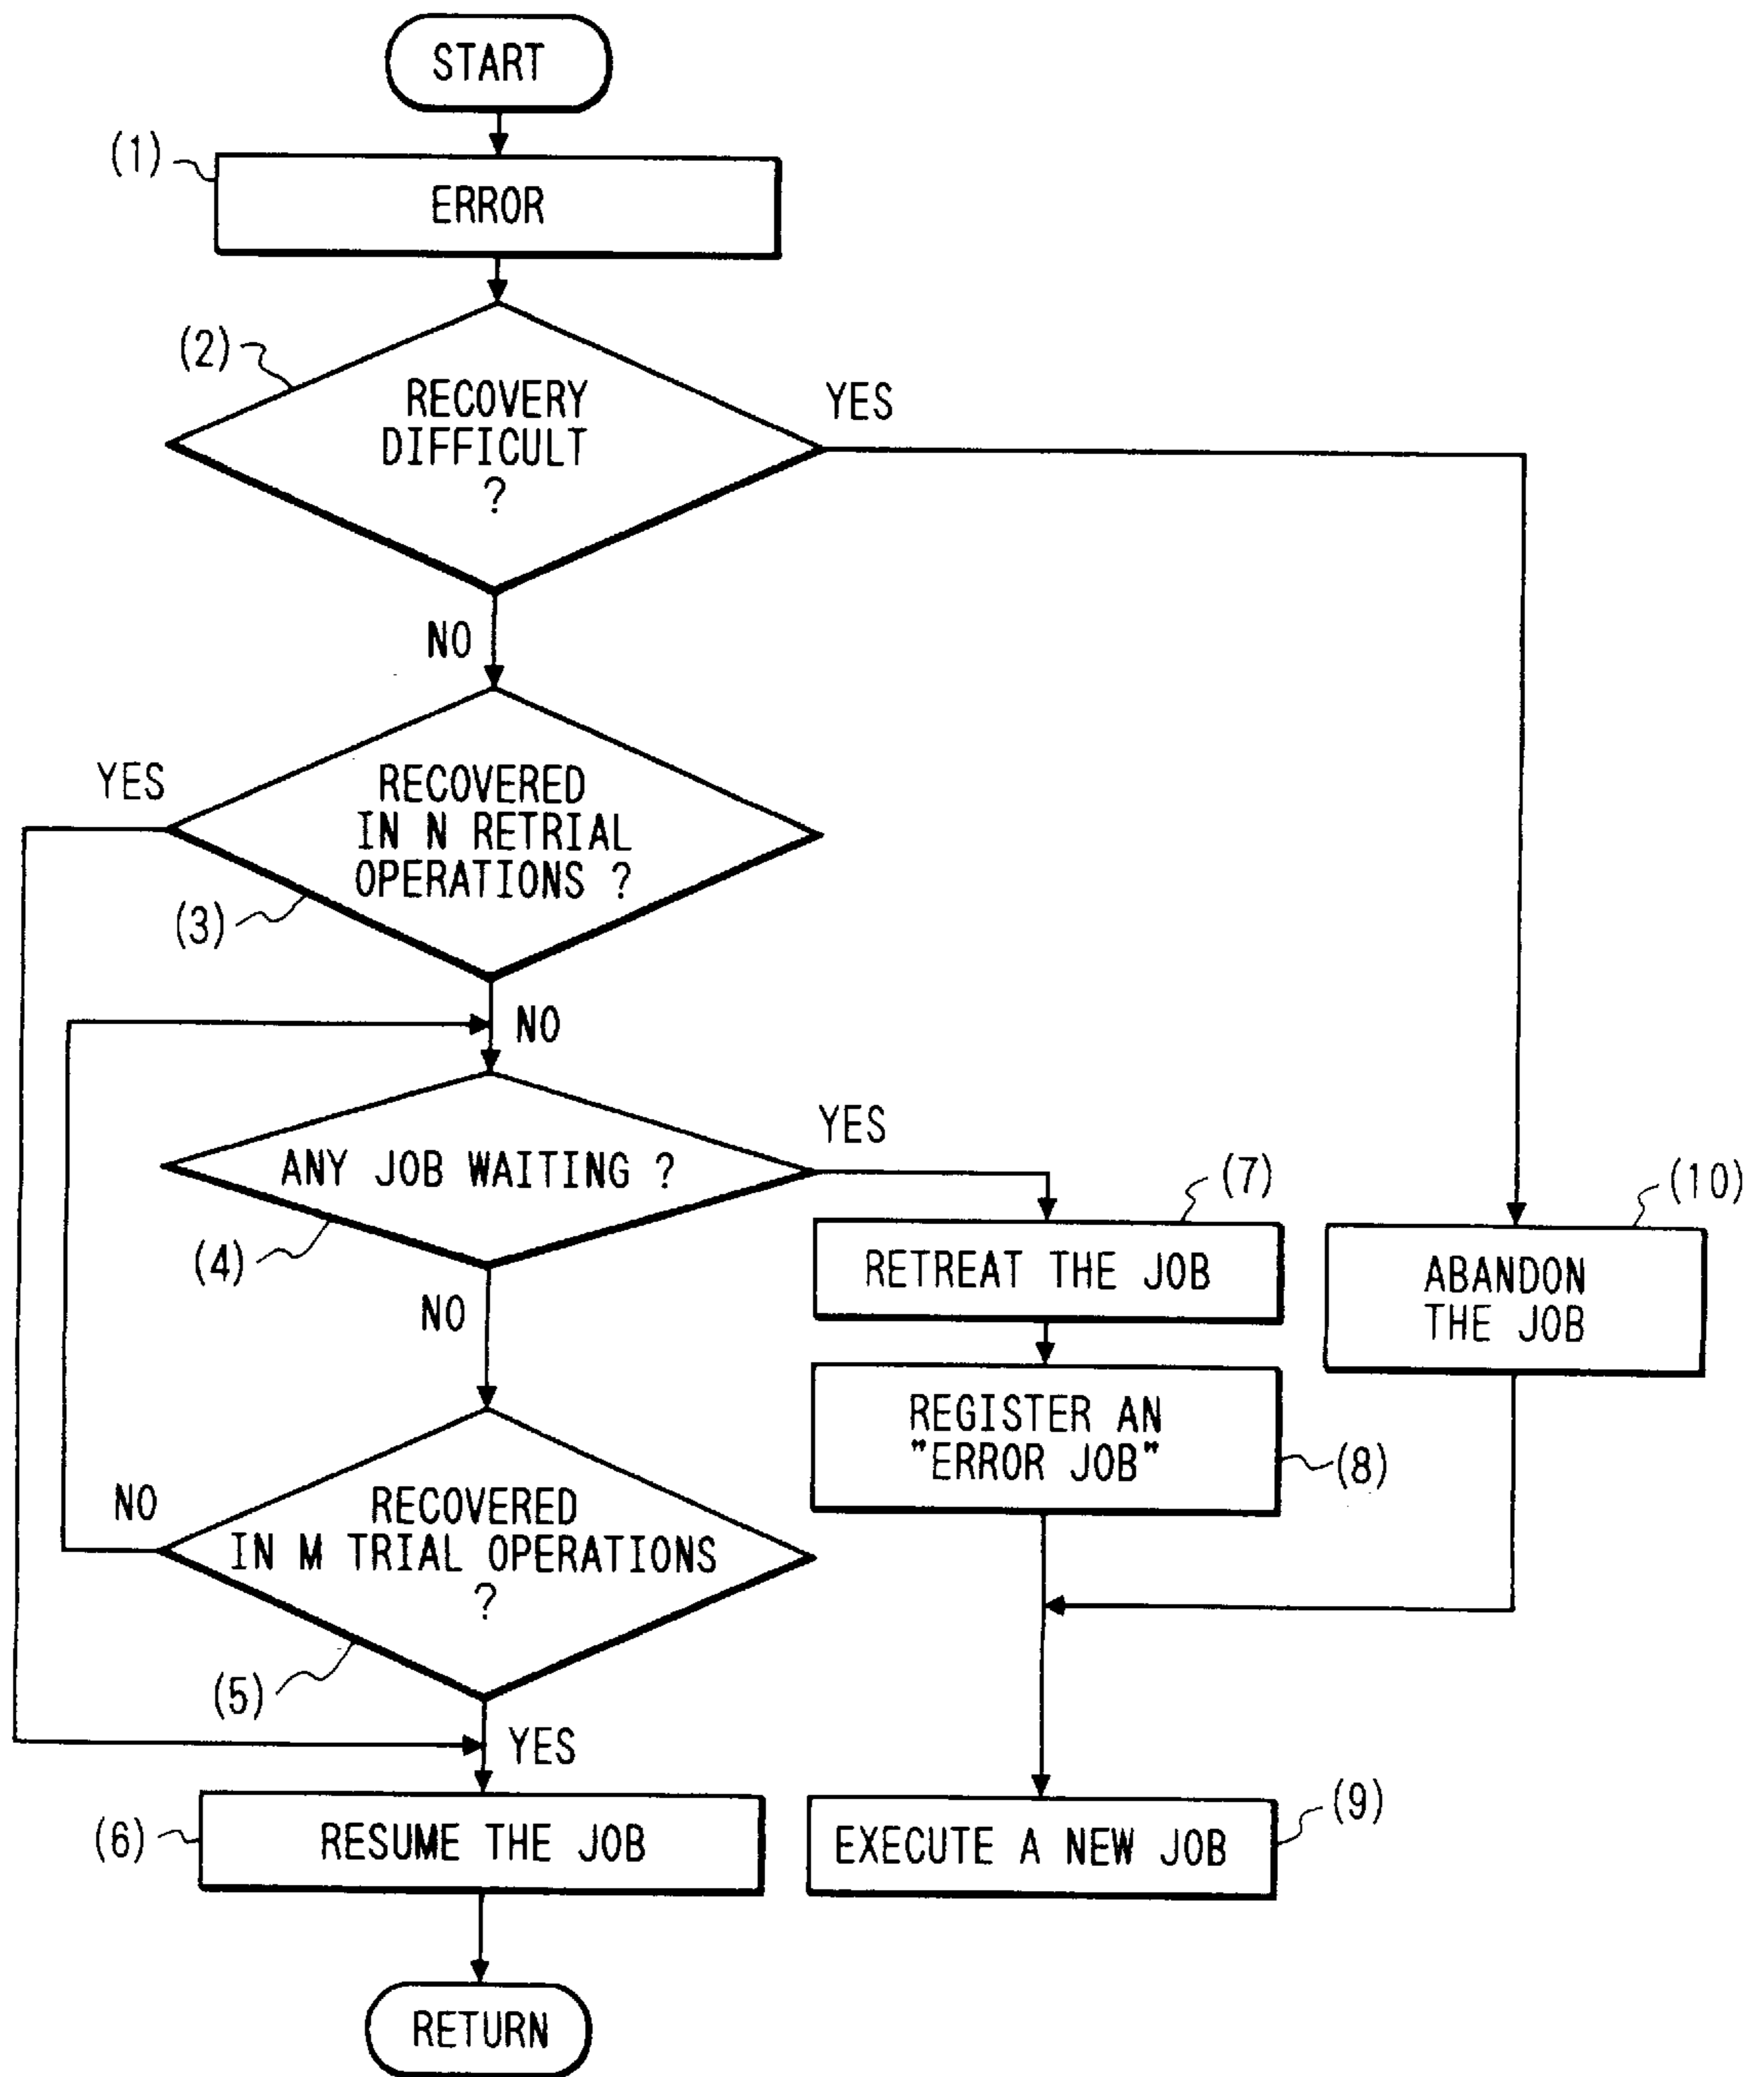 START
(1)
ERROR
(2)
RECOVERY
DIFFICULT
?
YES
NO
YES
RECOVERED
IN N RETRIAL
OPERATIONS ?
(3)
NO
ANY JOB WAITING ?
YES
(4)
NO
(7)
RETREAT THE JOB
(10)
ABANDON
THE JOB
REGISTER AN
"ERROR JOB"
(8)
NO
RECOVERED
IN M TRIAL OPERATIONS
?
(5)
YES
(6)
RESUME THE JOB
(9)
EXECUTE A NEW JOB
RETURN